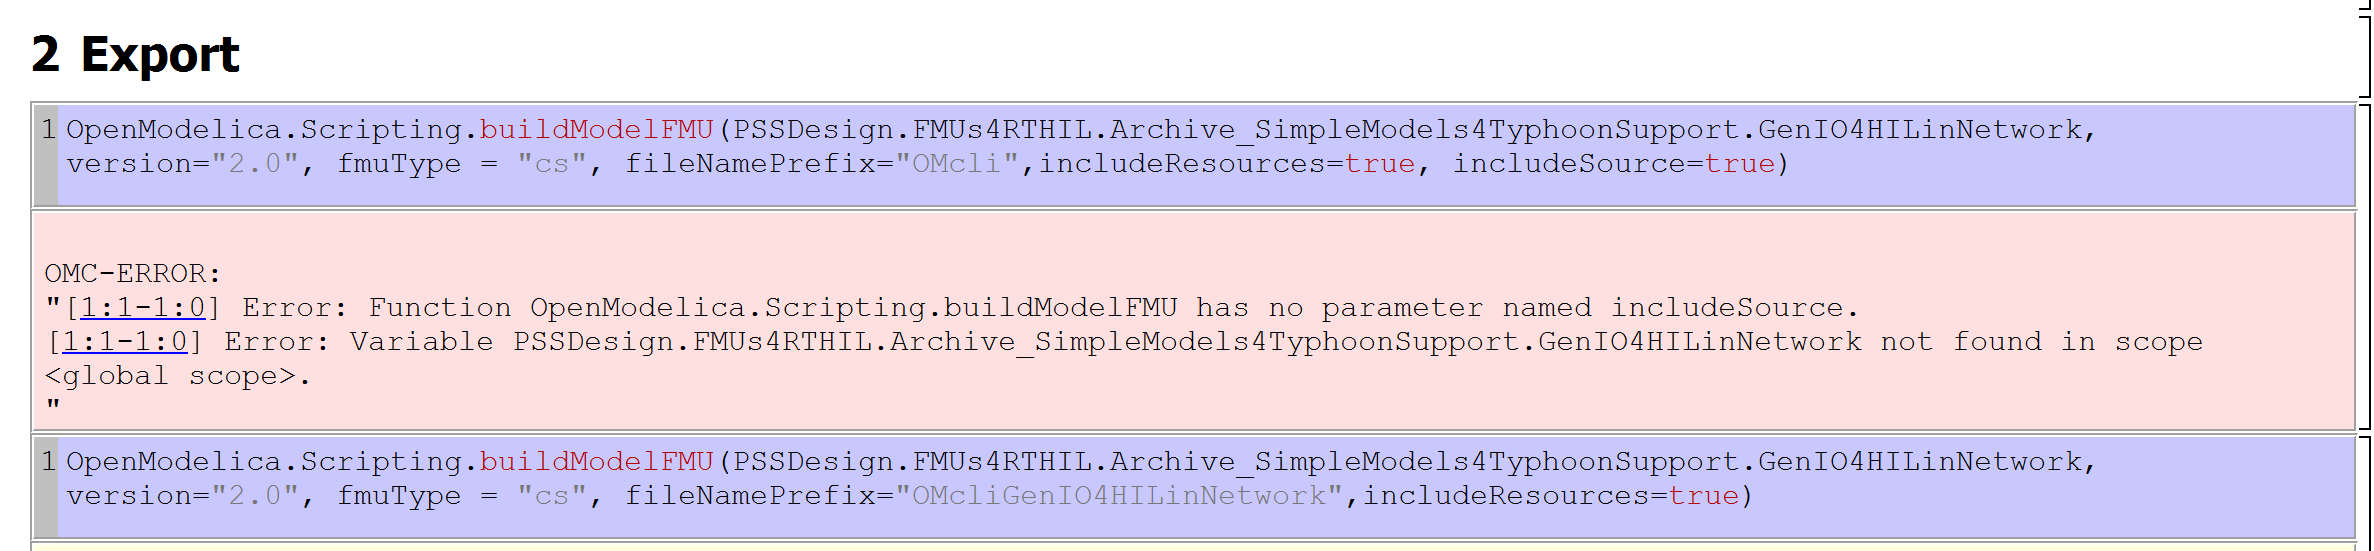 2 Export
1 OpenModelica.Scripting.buildModelFMU(PSSDesign.FMUs4RTHIL.Archive_SimpleModels4TyphoonSupport.GenIO4HILinNetwork,
version="2.0", fmuType = "cs", fileNamePrefix="OMcli",includeResources=true, includeSource=true)
OMC-ERROR:
"[1:1-1:0] Error: Function OpenModelica.Scripting.buildModelFMU has no parameter named includeSource.
[1:1-1:0] Error: Variable PSSDesign.FMUs4RTHIL.Archive_SimpleModels4TyphoonSupport.GenIO4HILinNetwork not found in scope
<global scope>.
"
1 OpenModelica.Scripting.buildModelFMU(PSSDesign.FMUs4RTHIL.Archive_SimpleModels4TyphoonSupport.GenIO4HILinNetwork,
version="2.0", fmuType = "cs", fileNamePrefix="OMcliGenIO4HILinNetwork",includeResources=true)